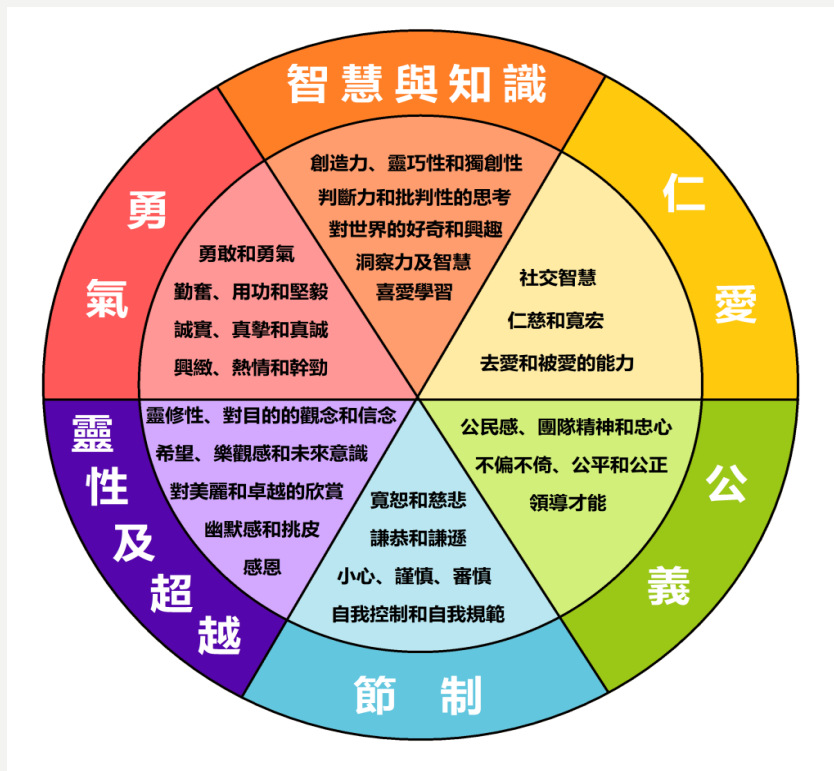 智慧與知識
創造力、靈巧性和獨創性
判斷力和批判性的思考
對世界的好奇和興趣
洞察力及智慧
喜愛學習
仁愛
社交智慧
仁慈和寬宏
去愛和被愛的能力
公義
公民感、團隊精神和忠心
不偏不倚、公平和公正
領導才能
節制
寬恕和慈悲
謙恭和謙遜
小心、謹慎、審慎
自我控制和自我規範
靈性及超越
靈修性、對目的的觀念和信念
希望、樂觀感和未來意識
對美麗和卓越的欣賞
幽默感和挑皮
感恩
勇氣
勇敢和勇氣
勤奮、用功和堅毅
誠實、真摯和真誠
興緻、熱情和幹勁